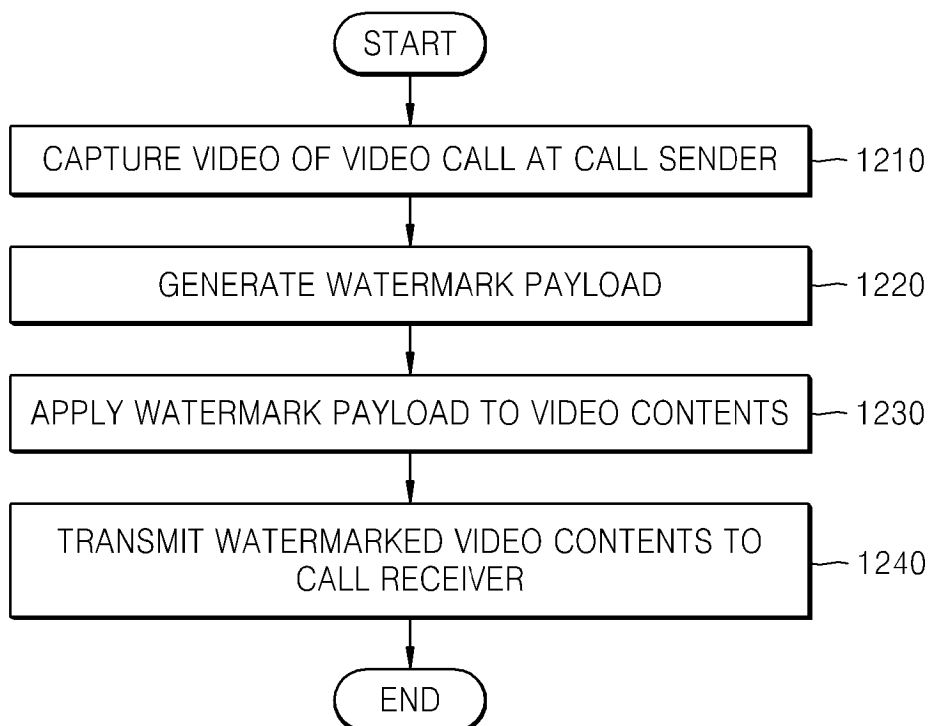 START
CAPTURE VIDEO OF VIDEO CALL AT CALL SENDER
1210
GENERATE WATERMARK PAYLOAD
1220
APPLY WATERMARK PAYLOAD TO VIDEO CONTENTS
1230
TRANSMIT WATERMARKED VIDEO CONTENTS TO
CALL RECEIVER
1240
END